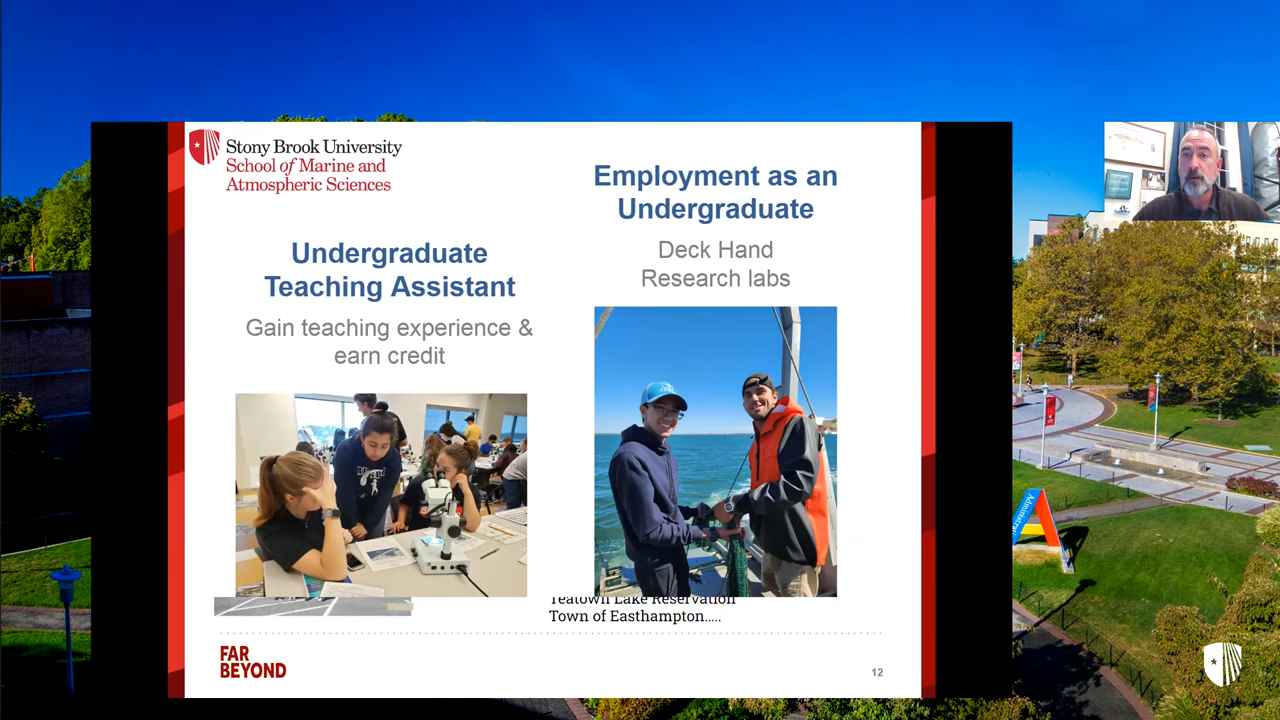 Stony Brook University
School of Marine and
Atmospheric Sciences
Undergraduate
Teaching Assistant
Gain teaching experience &
earn credit
Employment as an
Undergraduate
Deck Hand
Research labs
Teatown Lake Reservation
Town of Easthampton.....
FAR
BEYOND
12